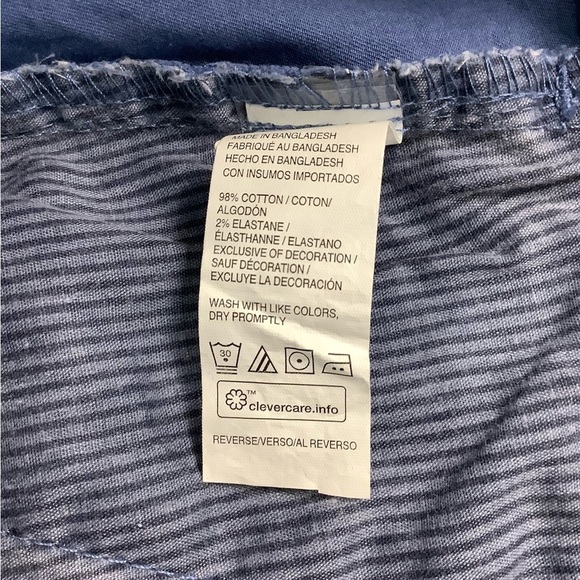 MADE IN BANGLADESH
FABRIQUÉ AU BANGLADESH
HECHO EN BANGLADESH
CON INSUMOS IMPORTADOS
98% COTTON / COTON/
ALGODÓN
2% ELASTANE /
ÉLASTHANNE / ELASTANO
EXCLUSIVE OF DECORATION /
SAUF DÉCORATION /
EXCLUYE LA DECORACIÓN
WASH WITH LIKE COLORS,
DRY PROMPTLY
30
™ clevercare.info
REVERSE/VERSO/AL REVERSO